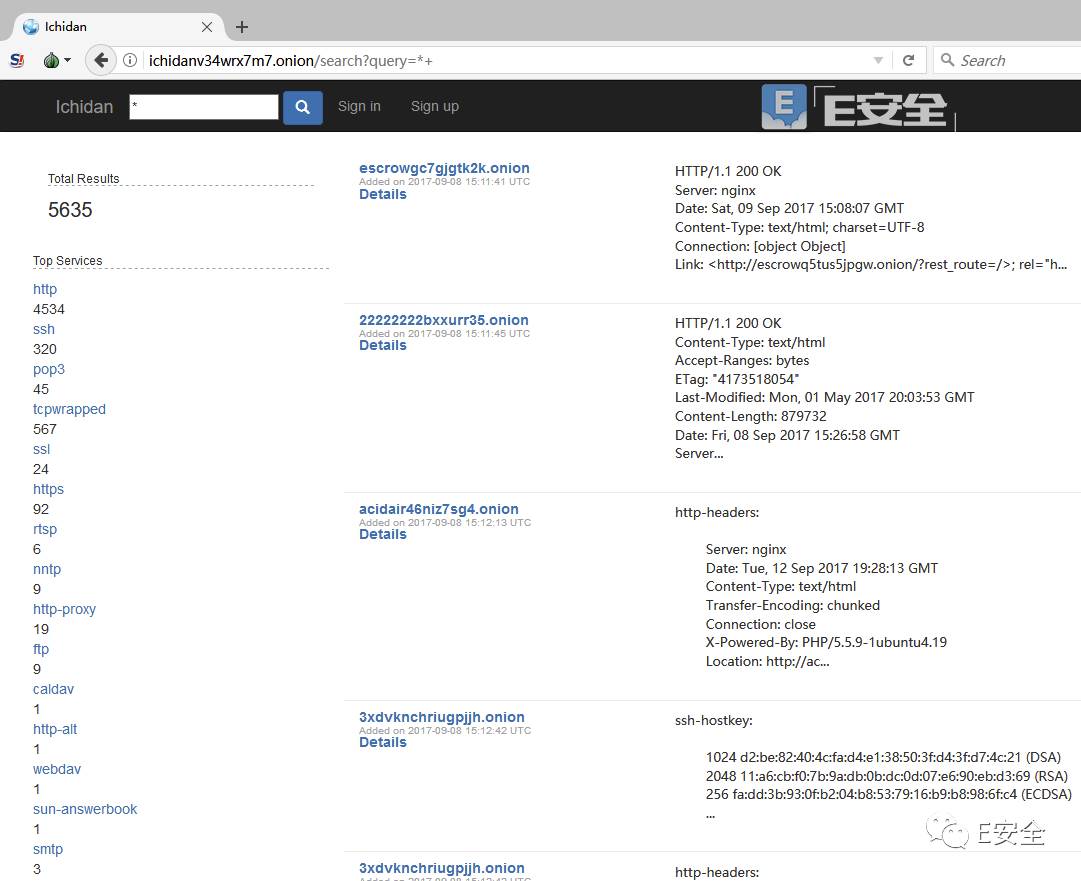 Ichidan
ichidanv34wrx7m7.onion/search?query=*+
Search
Ichidan
*
Sign in
Sign up
E安全
Total Results
5635
Top Services
http
4534
ssh
320
pop3
45
tcpwrapped
567
ssl
24
https
92
rtsp
6
nntp
9
http-proxy
19
ftp
9
caldav
1
http-alt
1
webdav
1
sun-answerbook
1
smtp
3
escrowgc7gjgtk2k.onion
Added on 2017-09-08 15:11:41 UTC
Details
HTTP/1.1 200 OK
Server: nginx
Date: Sat, 09 Sep 2017 15:08:07 GMT
Content-Type: text/html; charset=UTF-8
Connection: [object Object]
Link: <http://escrowq5tus5jpgw.onion/?rest_route=/>; rel="h...
22222222bxxurr35.onion
Added on 2017-09-08 15:11:45 UTC
Details
HTTP/1.1 200 OK
Content-Type: text/html
Accept-Ranges: bytes
ETag: "4173518054"
Last-Modified: Mon, 01 May 2017 20:03:53 GMT
Content-Length: 879732
Date: Fri, 08 Sep 2017 15:26:58 GMT
Server...
acidair46niz7sg4.onion
Added on 2017-09-08 15:12:13 UTC
Details
http-headers:
Server: nginx
Date: Tue, 12 Sep 2017 19:28:13 GMT
Content-Type: text/html
Transfer-Encoding: chunked
Connection: close
X-Powered-By: PHP/5.5.9-1ubuntu4.19
Location: http://ac...
3xdvknchriugpjjh.onion
Added on 2017-09-08 15:12:42 UTC
Details
ssh-hostkey:
1024 d2:be:82:40:4c:fa:d4:e1:38:50:3f:d4:3f:d7:4c:21 (DSA)
2048 11:a6:cb:f0:7b:9a:db:0b:dc:0d:07:e6:90:eb:d3:69 (RSA)
256 fa:dd:3b:93:0f:b2:04:b8:53:79:16:b9:b8:98:6f:c4 (ECDSA)
...
E安全
3xdvknchriugpjjh.onion
http-headers: